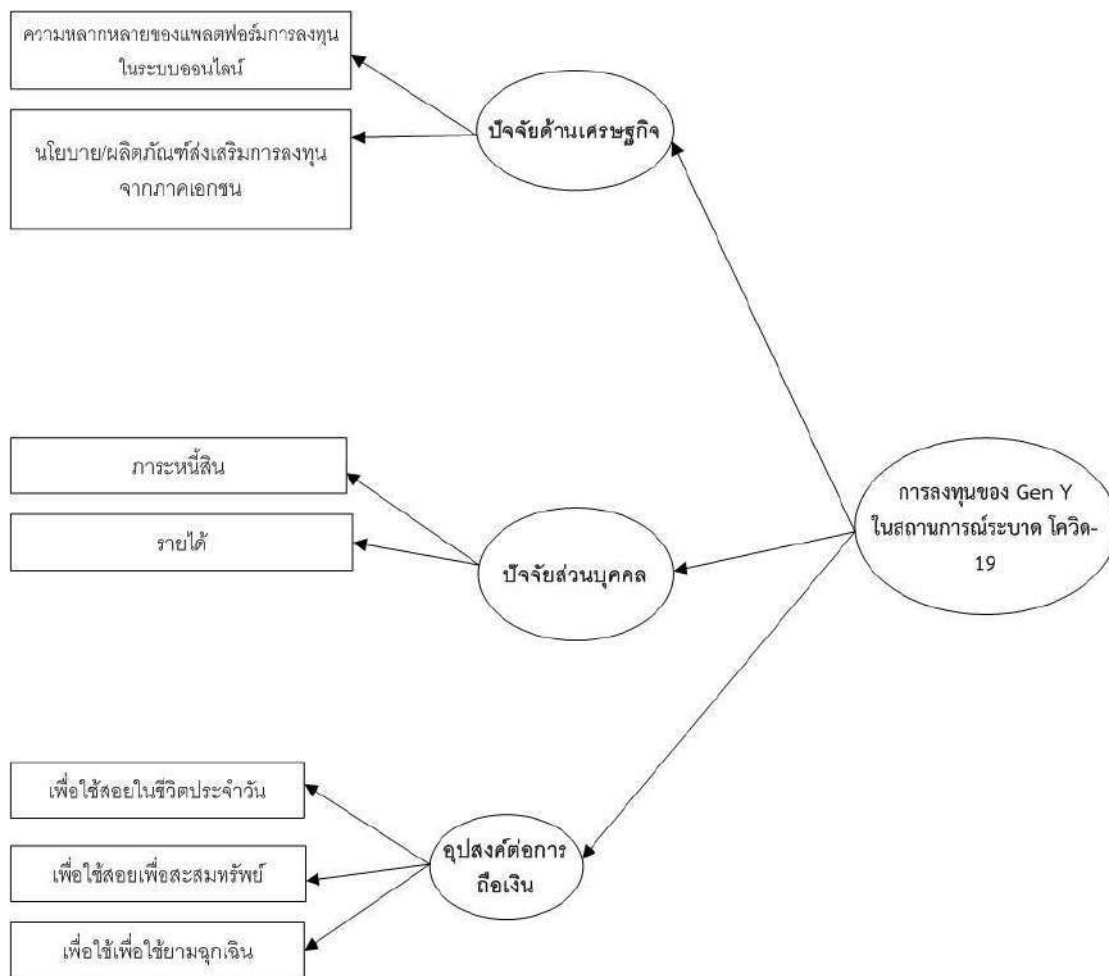 ความหลากหลายของแพลตฟอร์มการลงทุน
ในระบบออนไลน์
นโยบาย/ผลิตภัณฑ์ส่งเสริมการลงทุน
จากภาคเอกชน
ปัจจัยด้านเศรษฐกิจ
ภาระหนี้สิน
รายได้
ปัจจัยส่วนบุคคล
การลงทุนของ Gen Y
ในสถานการณ์ระบาด โควิด-
19
เพื่อใช้สอยในชีวิตประจำวัน
เพื่อใช้สอยเพื่อสะสมทรัพย์
เพื่อใช้เพื่อใช้ยามฉุกเฉิน
อุปสงค์ต่อการ
ถือเงิน